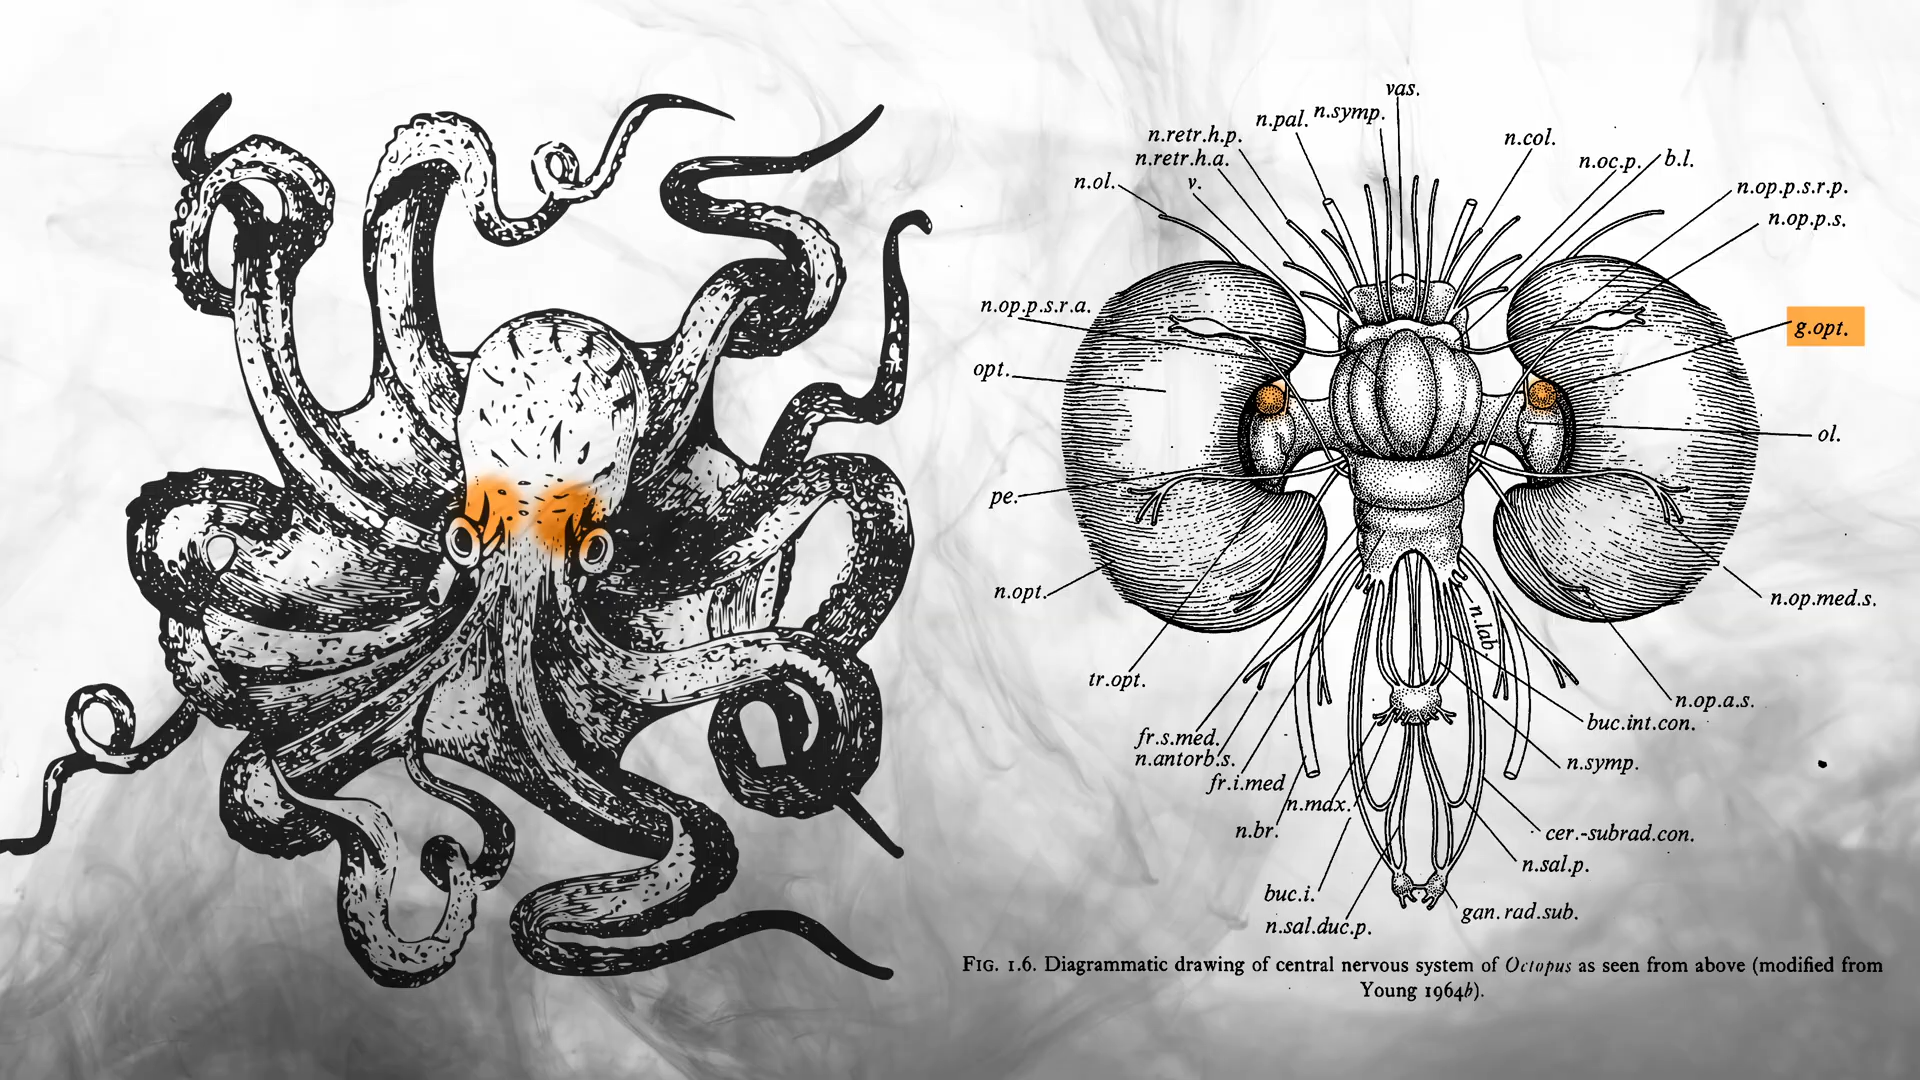 vas.
n.symp.
n.pal.
n.retr.h.p.
n.retr.h.a.
v.
n.ol.
n.col.
n.oc.p.
b.l.
n.op.p.s.r.p.
n.op.p.s.
n.op.p.s.r.a.
g.opt.
opt.
ol.
pe.
n.opt.
n.op.med.s.
n.lab.
tr.opt.
n.op.a.s.
buc.int.con.
fr.s.med.
n.antorb.s.
fr.i.med
n.symp.
n.mdx.
n.br.
cer.-subrad.con.
n.sal.p.
buc.i.
gan.rad.sub.
n.sal.duc.p.
FIG. 1.6. Diagrammatic drawing of central nervous system of Octopus as seen from above (modified from
Young 1964b).